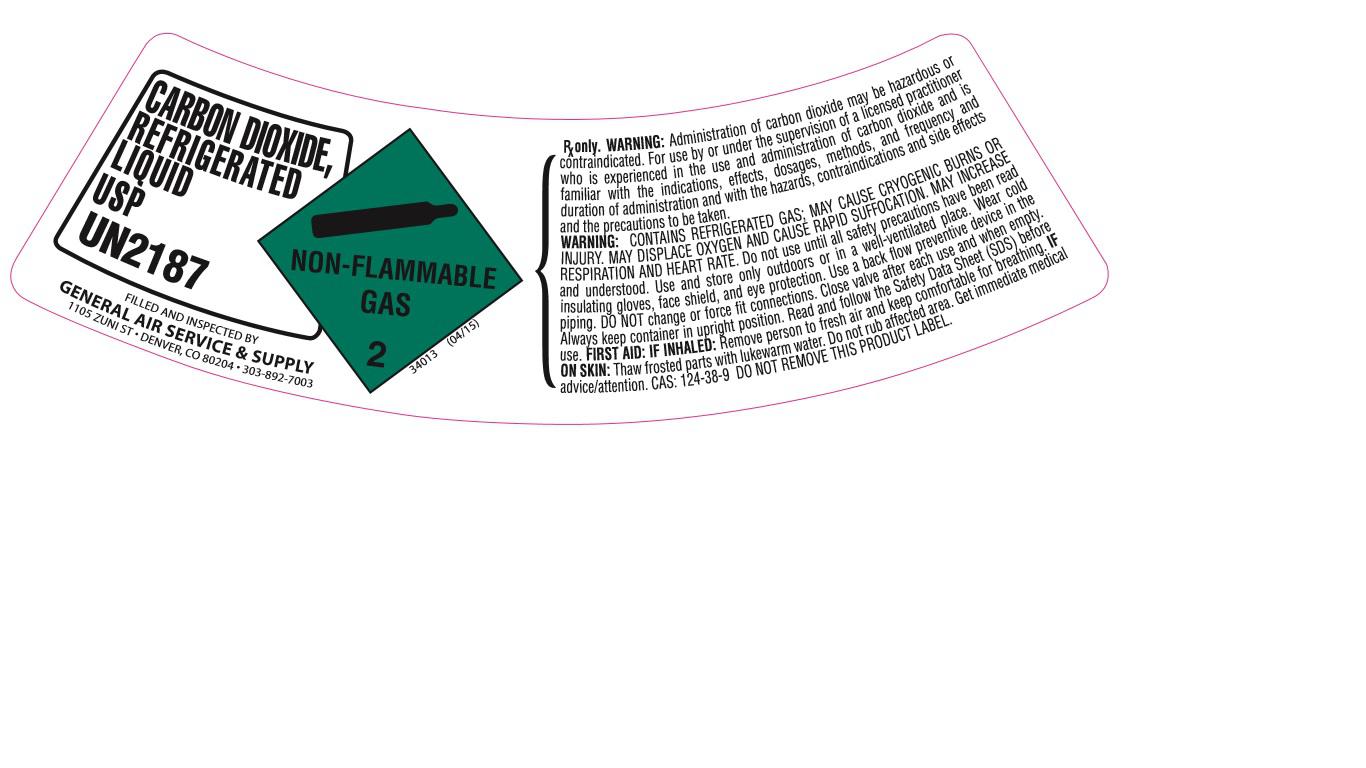 CARBON DIOXIDE,
REFRIGERATED
LIQUID
USP
UN2187
FILLED AND INSPECTED BY
GENERAL AIR SERVICE & SUPPLY
1105 ZUNI ST • DENVER, CO 80204 • 303-892-7003
NON-FLAMMABLE
GAS
2
34013 (04/15)
Rx only. WARNING: Administration of carbon dioxide may be hazardous or
contraindicated. For use by or under the supervision of a licensed practitioner
who is experienced in the use and administration of carbon dioxide and is
familiar with the indications, effects, dosages, methods, and frequency, and
duration of administration and with the hazards, contraindications and side effects
and the precautions to be taken.
WARNING: CONTAINS REFRIGERATED GAS; MAY CAUSE CRYOGENIC BURNS OR
INJURY. MAY DISPLACE OXYGEN AND CAUSE RAPID SUFFOCATION. MAY INCREASE
RESPIRATION AND HEART RATE. Do not use until all safety precautions have been read
and understood. Use and store only outdoors or in a well-ventilated place. Wear cold
insulating gloves, face shield, and eye protection. Use a back flow preventive device in the
piping. DO NOT change or force fit connections. Close valve after each use and when empty.
Always keep container in upright position. Read and follow the Safety Data Sheet (SDS) before
use. FIRST AID: IF INHALED: Remove person to fresh air and keep comfortable for breathing. IF
ON SKIN: Thaw frosted parts with lukewarm water. Do not rub affected area. Get immediate medical
advice/attention. CAS: 124-38-9 DO NOT REMOVE THIS PRODUCT LABEL.